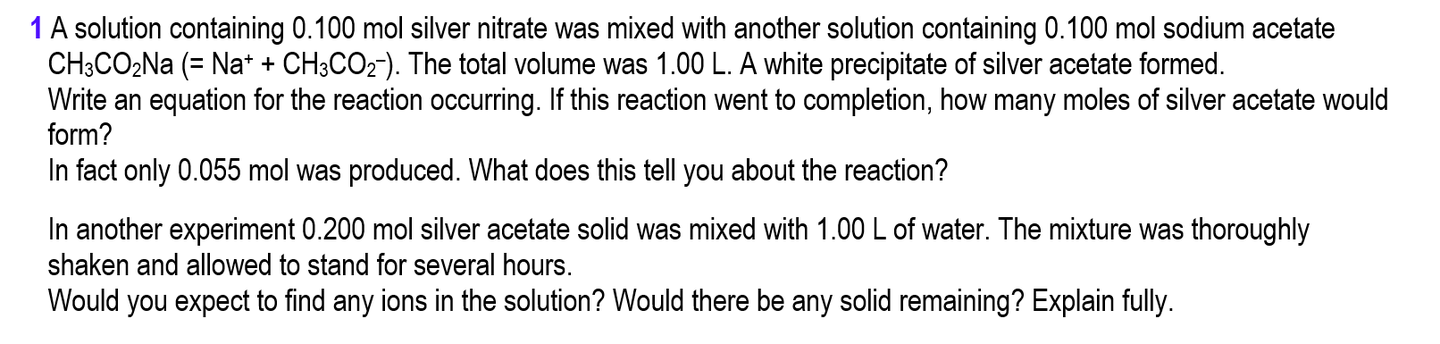 1 A solution containing 0.100 mol silver nitrate was mixed with another solution containing 0.100 mol sodium acetate
CH₃CO₂Na (= Na⁺ + CH₃CO₂⁻). The total volume was 1.00 L. A white precipitate of silver acetate formed.
Write an equation for the reaction occurring. If this reaction went to completion, how many moles of silver acetate would
form?
In fact only 0.055 mol was produced. What does this tell you about the reaction?
In another experiment 0.200 mol silver acetate solid was mixed with 1.00 L of water. The mixture was thoroughly
shaken and allowed to stand for several hours.
Would you expect to find any ions in the solution? Would there be any solid remaining? Explain fully.